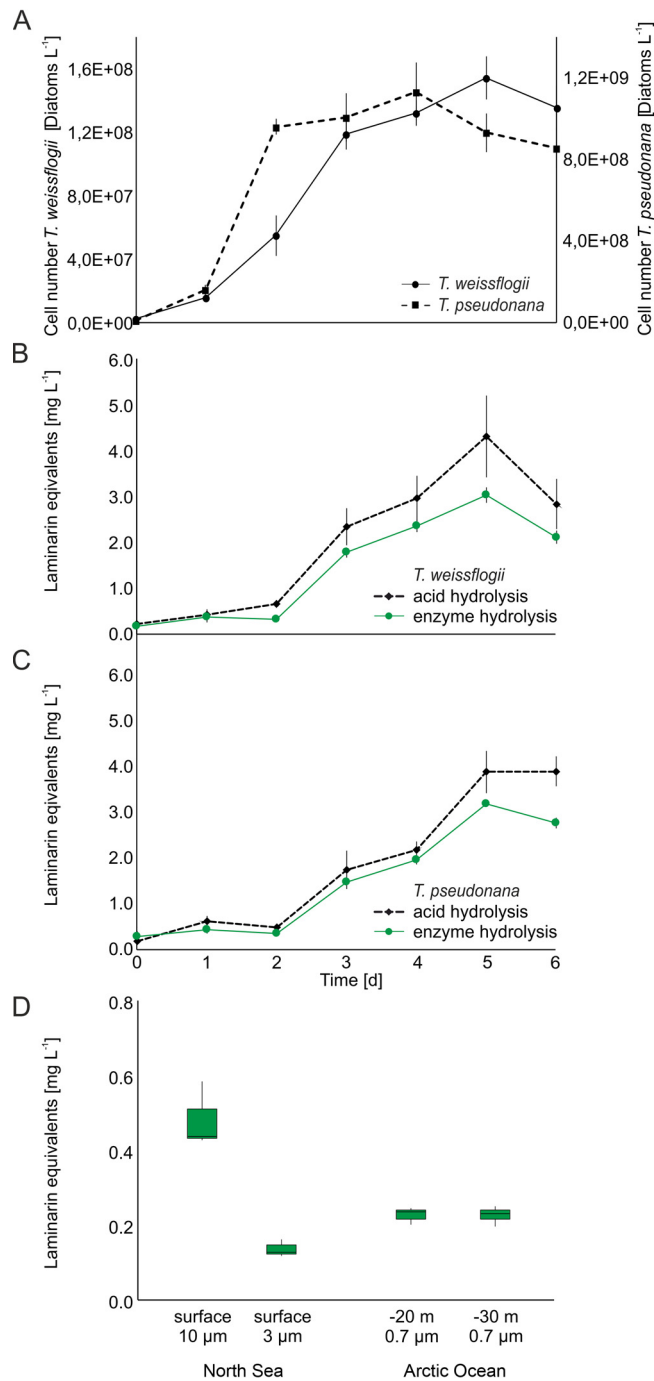 A
Cell number T. weissflogii [Diatoms L⁻¹]
1,6E+08
1,2E+08
8,0E+07
4,0E+07
0,0E+00
Cell number T. pseudonana [Diatoms L⁻¹]
1,2E+09
8,0E+08
4,0E+08
0,0E+00
T. weissflogii
T. pseudonana
B
Laminarin eqivalents [mg L⁻¹]
6.0
5.0
4.0
3.0
2.0
1.0
0.0
T. weissflogii
acid hydrolysis
enzyme hydrolysis
C
Laminarin eqivalents [mg L⁻¹]
6.0
5.0
4.0
3.0
2.0
1.0
0.0
T. pseudonana
acid hydrolysis
enzyme hydrolysis
0 1 2 3 4 5 6
Time [d]
D
Laminarin equivalents [mg L⁻¹]
0.8
0.6
0.4
0.2
0.0
surface surface -20 m -30 m
10 µm 3 µm 0.7 µm 0.7 µm
North Sea Arctic Ocean